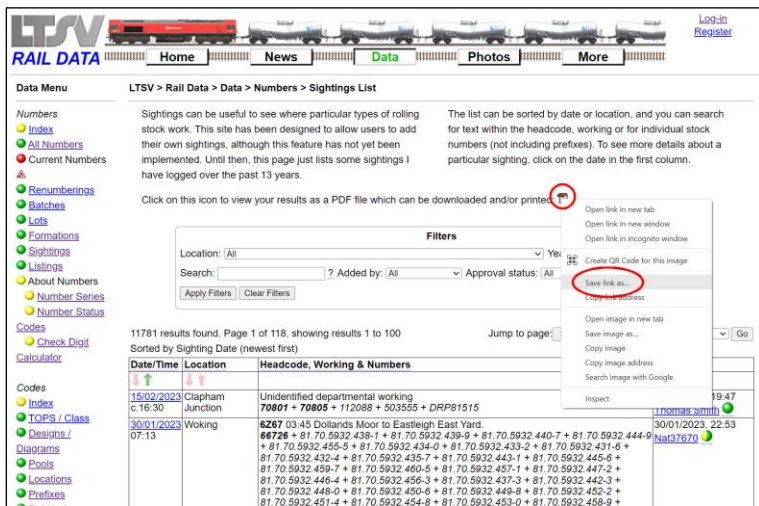 LTSV
RAIL DATA
Home
News
Data
Photos
More
Log-in
Register
Data Menu
Numbers
Index
All Numbers
Current Numbers
Renumberings
Batches
Lots
Formations
Sightings
Listings
About Numbers
Number Series
Number Status
Codes
Check Digit
Calculator
Codes
Index
TOPS / Class
Designs /
Diagrams
Pools
Locations
Prefixes
LTSV > Rail Data > Data > Numbers > Sightings List
Sightings can be useful to see where particular types of rolling
stock work. This site has been designed to allow users to add
their own sightings, although this feature has not yet been
implemented. Until then, this page just lists some sightings I
have logged over the past 13 years.
The list can be sorted by date or location, and you can search
for text within the headcode, working or for individual stock
numbers (not including prefixes). To see more details about a
particular sighting, click on the date in the first column.
Click on this icon to view your results as a PDF file which can be downloaded and/or printed:
Filters
Location: All
Search: ? Added by: All Approval status: All
Apply Filters Clear Filters
Open link in new tab
Open link in new window
Open link in incognito window
Create QR Code for this image
Save link as...
Copy link address
Open image in new tab
Save image as...
Copy image
Copy image address
Search image with Google
Inspect
11781 results found. Page 1 of 118, showing results 1 to 100
Jump to page:
Go
Sorted by Sighting Date (newest first)
Date/Time Location Headcode, Working & Numbers
15/02/2023 Clapham Unidentified departmental working 19:47
c.16:30 Junction 70801 + 70805 + 112088 + 503555 + DRP81515 Thomas Smith
30/01/2023 Woking 6Z67 03:45 Dollands Moor to Eastleigh East Yard. 30/01/2023, 22:53
07:13 66726 + 81.70.5932.438-1 + 81.70.5932.439-9 + 81.70.5932.440-7 + 81.70.5932.444-9 Nat37670
+ 81.70.5932.455-5 + 81.70.5932.434-0 + 81.70.5932.433-2 + 81.70.5932.431-6 +
81.70.5932.432-4 + 81.70.5932.435-7 + 81.70.5932.443-1 + 81.70.5932.445-6 +
81.70.5932.459-7 + 81.70.5932.460-5 + 81.70.5932.457-1 + 81.70.5932.447-2 +
81.70.5932.446-4 + 81.70.5932.456-3 + 81.70.5932.437-3 + 81.70.5932.442-3 +
81.70.5932.448-0 + 81.70.5932.450-6 + 81.70.5932.449-8 + 81.70.5932.452-2 +
81.70.5932.451-4 + 81.70.5932.454-8 + 81.70.5932.453-0 + 81.70.5932.458-9 +